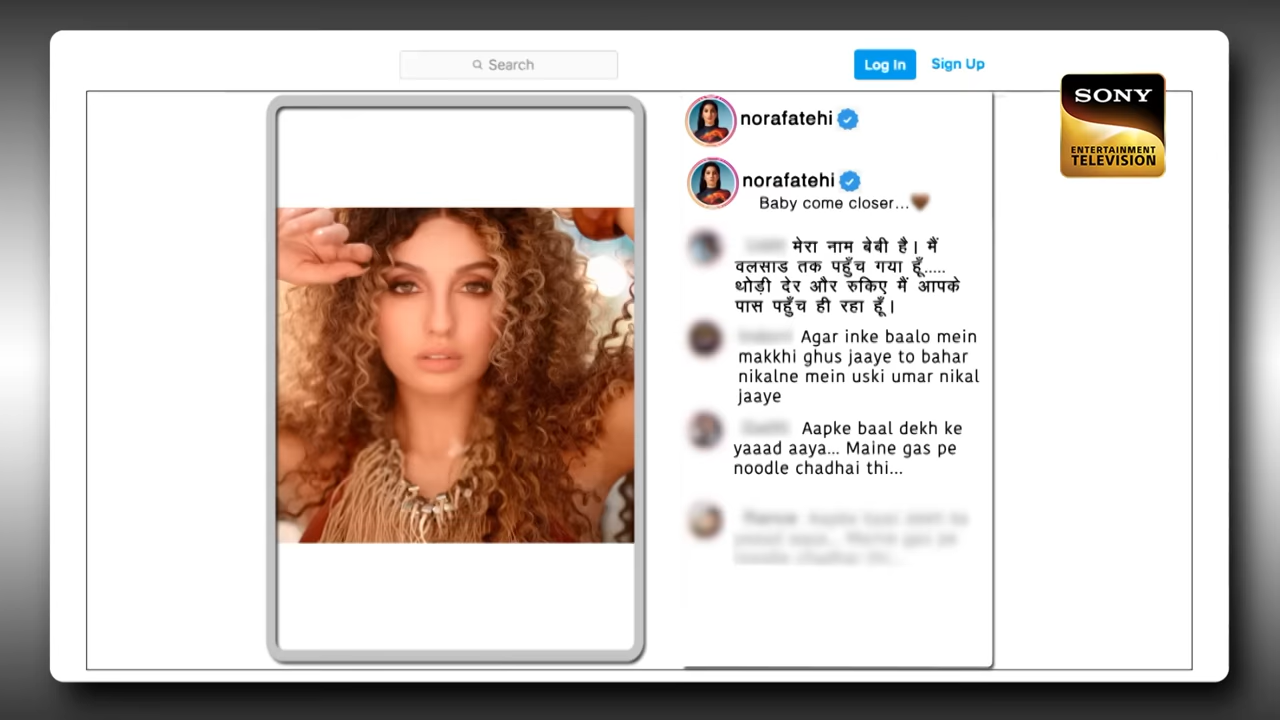 Search
Log In
Sign Up
SONY
ENTERTAINMENT
TELEVISION
norafatehi
norafatehi
Baby come closer...🤎
मेरा नाम बेबी है। मैं
वलसाड तक पहुँच गया हूँ.....
थोड़ी देर और रुकिए मैं आपके
पास पहुँच ही रहा हूँ।
Agar inke baalo mein
makkhi ghus jaaye to bahar
nikalne mein uski umar nikal
jaaye
Aapke baal dekh ke
yaaad aaya... Maine gas pe
noodle chadhai thi...